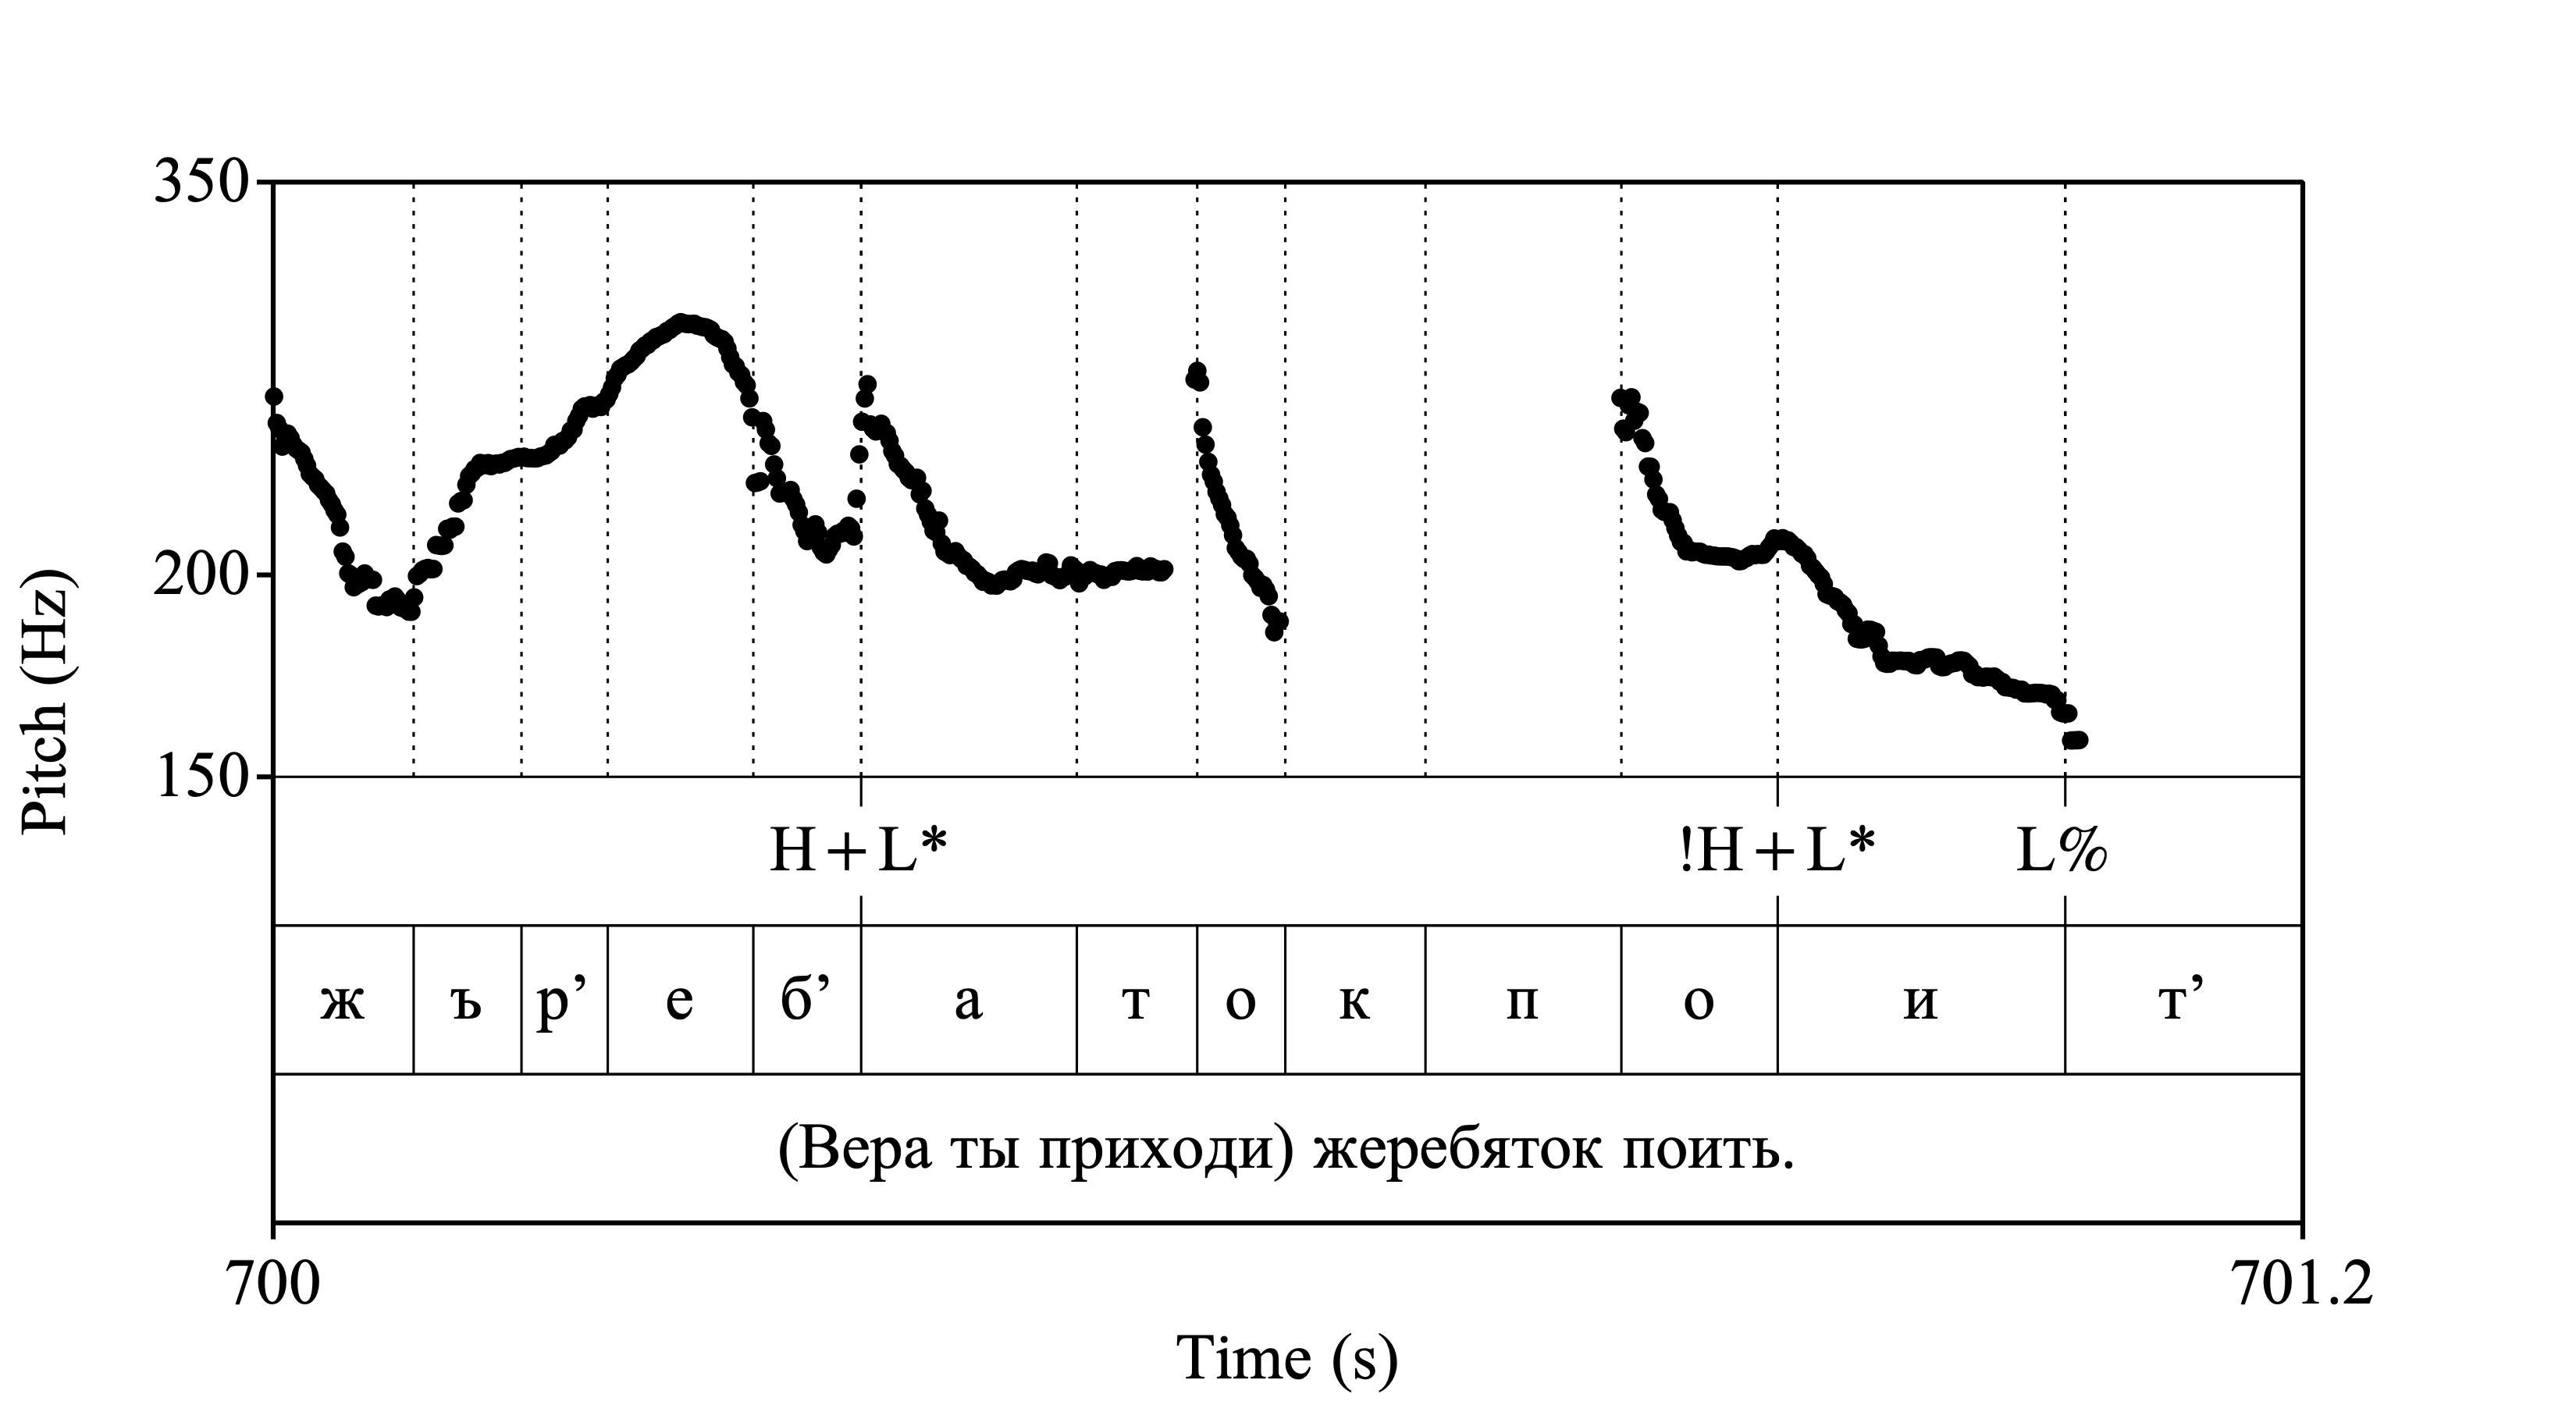 350
200
150
Pitch (Hz)
H+L* !H+L* L%
ж ъ р’ е б’ а т о к п о и т’
(Вера ты приходи) жеребяток поить.
700 701.2
Time (s)